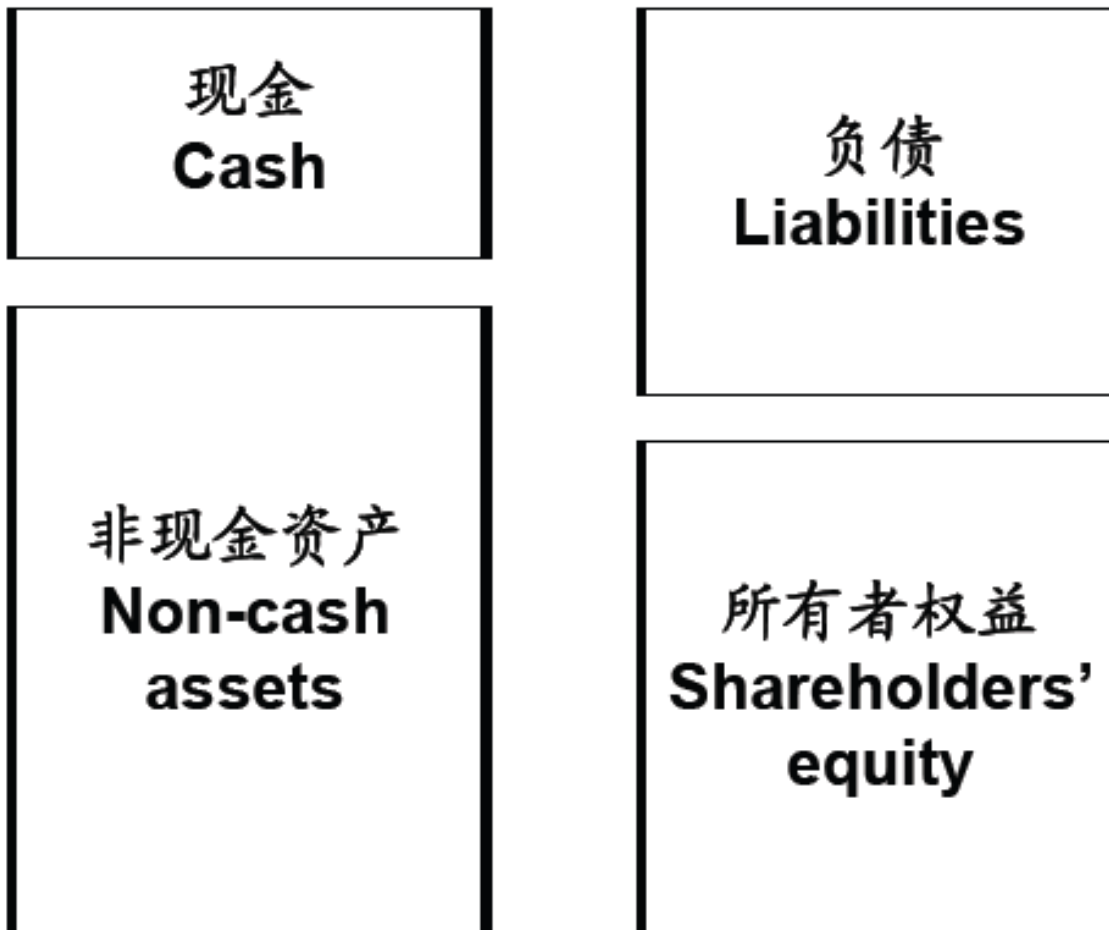 现金
Cash
非现金资产
Non-cash
assets
负债
Liabilities
所有者权益
Shareholders’
equity